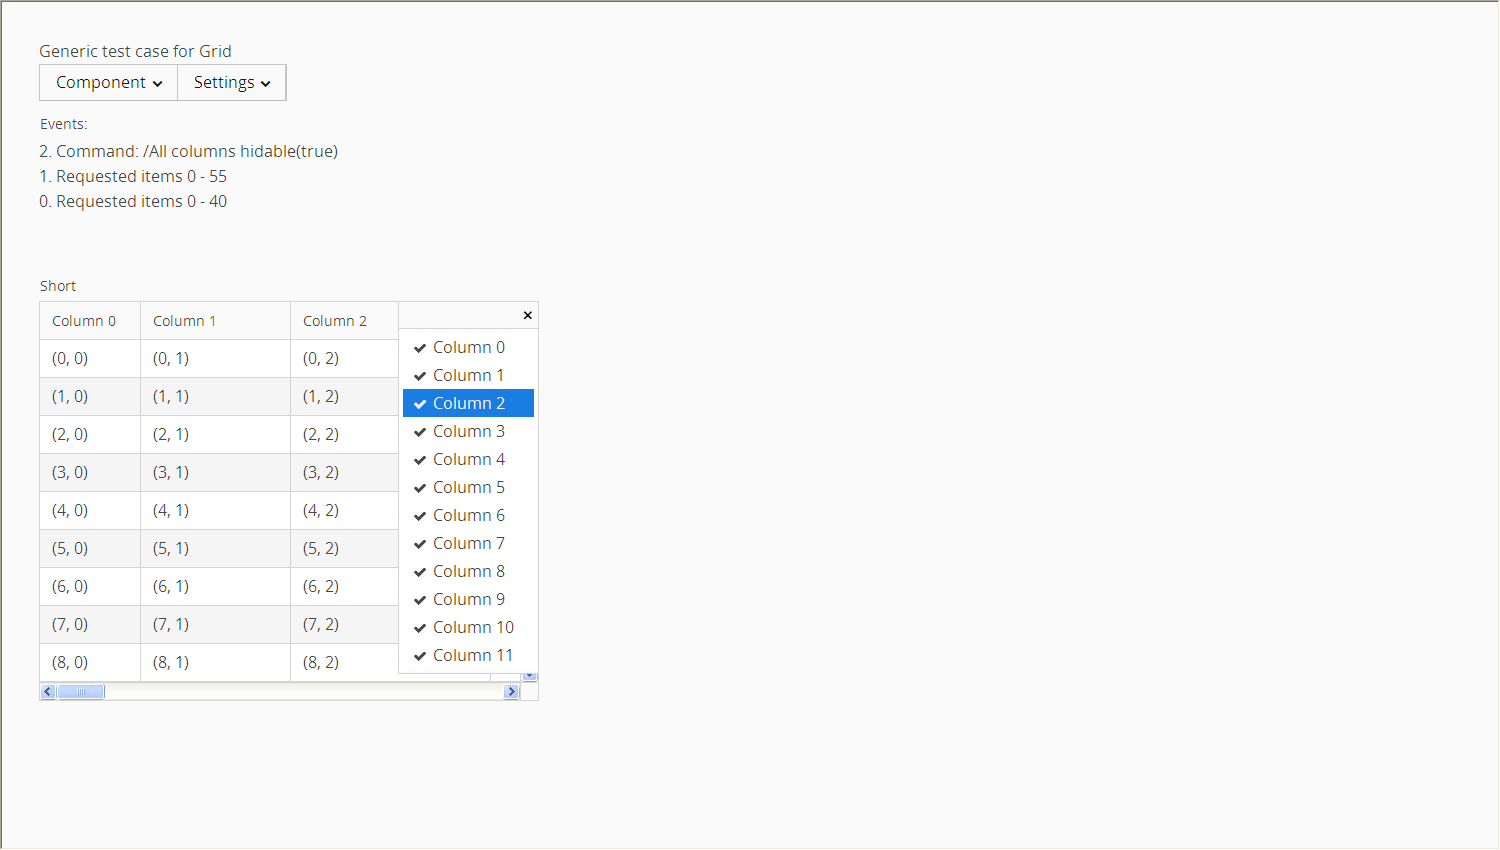 Generic test case for Grid
Component Settings
Events:
2. Command: /All columns hidable(true)
1. Requested items 0 - 55
0. Requested items 0 - 40
Short
Column 0 Column 1 Column 2
(0, 0) (0, 1) (0, 2)
(1, 0) (1, 1) (1, 2)
(2, 0) (2, 1) (2, 2)
(3, 0) (3, 1) (3, 2)
(4, 0) (4, 1) (4, 2)
(5, 0) (5, 1) (5, 2)
(6, 0) (6, 1) (6, 2)
(7, 0) (7, 1) (7, 2)
(8, 0) (8, 1) (8, 2)
Column 0
Column 1
Column 2
Column 3
Column 4
Column 5
Column 6
Column 7
Column 8
Column 9
Column 10
Column 11